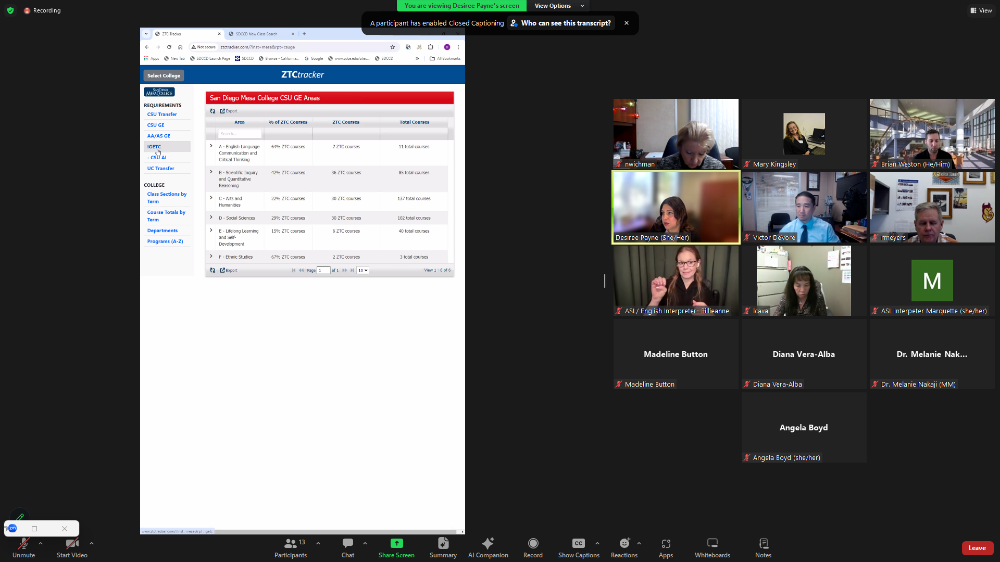 Recording
You are viewing Desiree Payne's screen
View Options
View
A participant has enabled Closed Captioning
Who can see this transcript?
ZTC Tracker
SDCCD New Class Search
Not secure
ztctracker.com/?inst=mesa&rpt=csuge
D
Apps
New Tab
SDCCD Launch Page
SDCCD
Browse - California...
Google
www.sdce.edu/sites...
SDCCD
All Bookmarks
Select College
ZTCtracker
SAN DIEGO
MESA COLLEGE
REQUIREMENTS
CSU Transfer
CSU GE
AA/AS GE
IGETC
- CSU AI
UC Transfer
COLLEGE
Class Sections by
Term
Course Totals by
Term
Departments
Programs (A-Z)
San Diego Mesa College CSU GE Areas
Export
Area % of ZTC Courses ZTC Courses Total Courses
Search...
A - English Language 64% ZTC courses 7 ZTC courses 11 total courses
Communication and
Critical Thinking
B - Scientific Inquiry 42% ZTC courses 36 ZTC courses 85 total courses
and Quantitative
Reasoning
C - Arts and 22% ZTC courses 30 ZTC courses 137 total courses
Humanities
D - Social Sciences 29% ZTC courses 30 ZTC courses 102 total courses
E - Lifelong Learning 15% ZTC courses 6 ZTC courses 40 total courses
and Self-
Development
F - Ethnic Studies 67% ZTC courses 2 ZTC courses 3 total courses
Export
Page 1 of 1
10
View 1 - 6 of 6
www.ztctracker.com/?inst=mesa&rpt=igetc
nwichman
Mary Kingsley
Brian Weston (He/Him)
Desiree Payne (She/Her)
Victor DeVore
rmeyers
ASL/ English Interpreter- Billieanne
lcava
M
ASL Interpeter Marquette (she/her)
Madeline Button
Madeline Button
Diana Vera-Alba
Diana Vera-Alba
Dr. Melanie Nak...
Dr. Melanie Nakaji (MM)
Angela Boyd
Angela Boyd (she/her)
zm
Unmute
Start Video
13
Participants
Chat
Share Screen
Summary
AI Companion
Record
CC
Show Captions
Reactions
Apps
Whiteboards
Notes
Leave